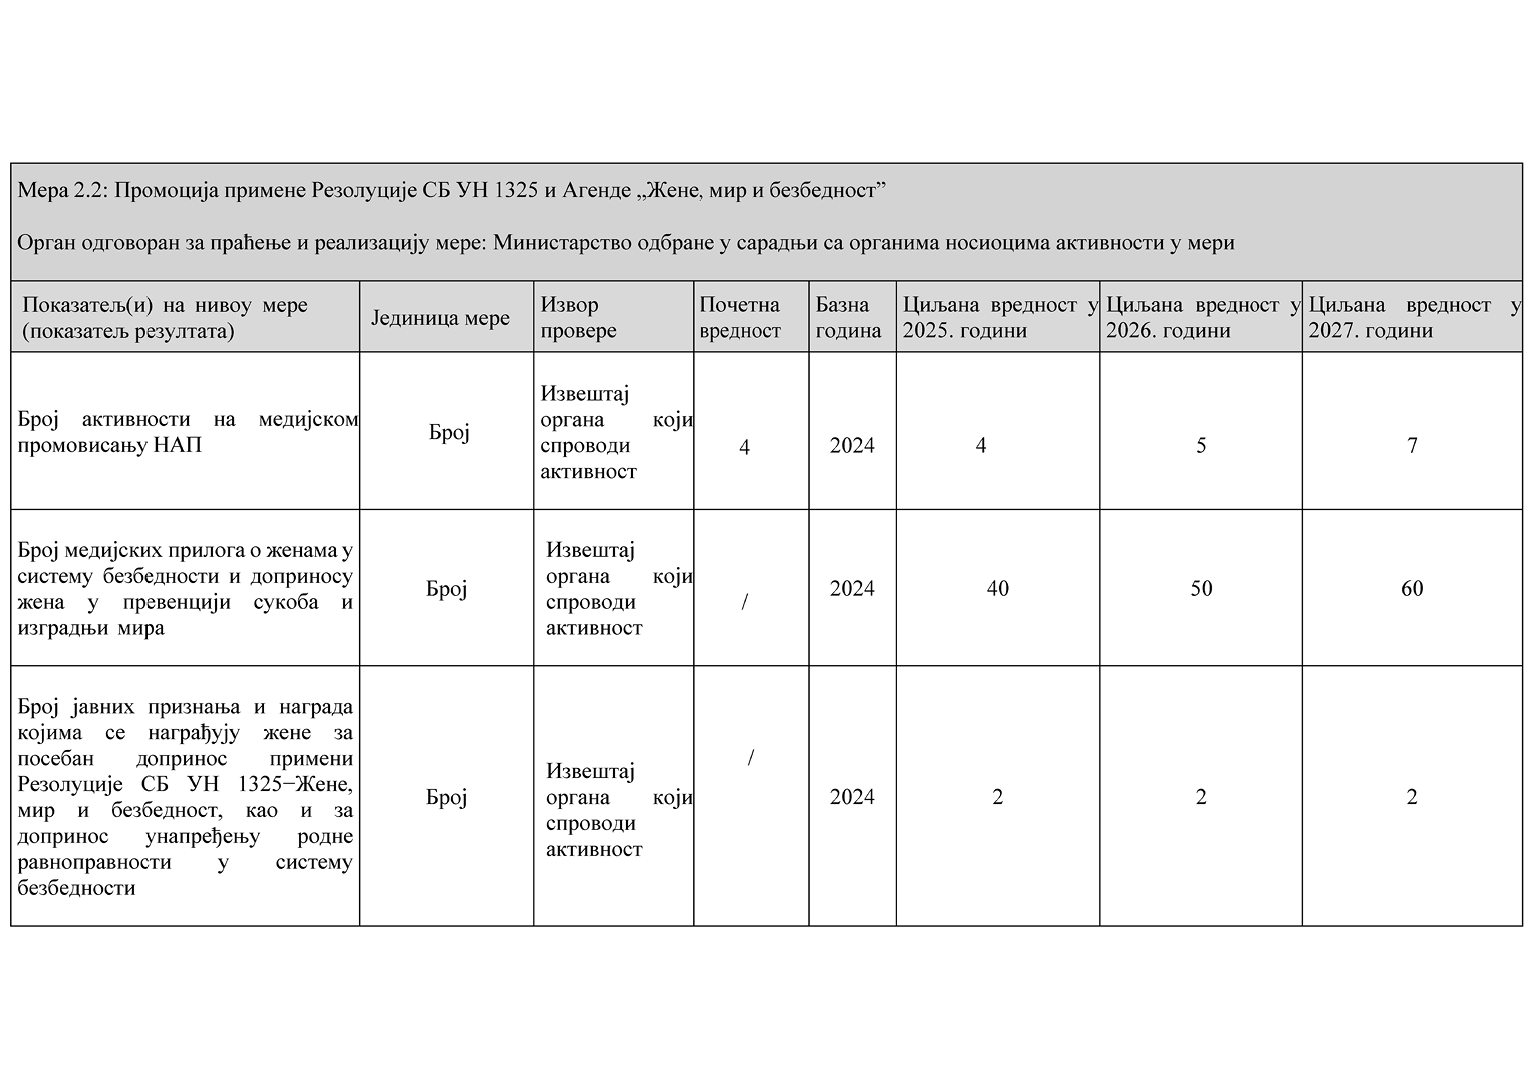 Мера 2.2: Промоција примене Резолуције СБ УН 1325 и Агенде „Жене, мир и безбедност”
Орган одговоран за праћење и реализацију мере: Министарство одбране у сарадњи са органима носиоцима активности у мери
Показатељ(и) на нивоу мере
(показатељ резултата)
Јединица мере
Извор
провере
Почетна
вредност
Базна
година
Циљана вредност у
2025. години
Циљана вредност у
2026. години
Циљана вредност у
2027. години
Број активности на медијском
промовисању НАП
Број
Извештај
органа који
спроводи
активност
4
2024
4
5
7
Број медијских прилога о женама у
систему безбедности и доприносу
жена у превенцији сукоба и
изградњи мира
Број
Извештај
органа који
спроводи
активност
/
2024
40
50
60
Број јавних признања и награда
којима се награђују жене за
посебан допринос примени
Резолуције СБ УН 1325−Жене,
мир и безбедност, као и за
допринос унапређењу родне
равноправности у систему
безбедности
Број
Извештај
органа који
спроводи
активност
/
2024
2
2
2